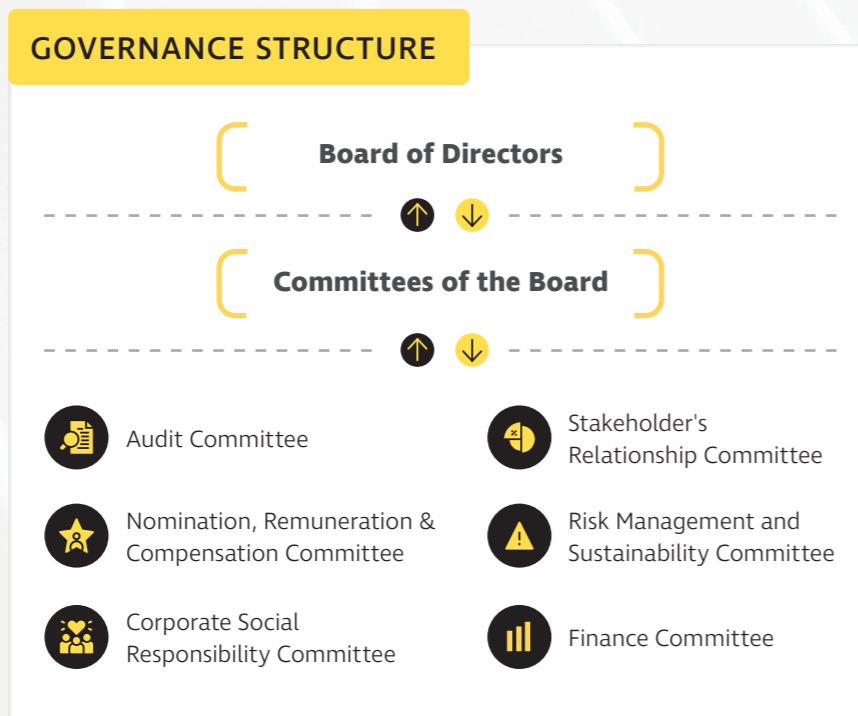 GOVERNANCE STRUCTURE
Board of Directors
Committees of the Board
Audit Committee
Stakeholder's
Relationship Committee
Nomination, Remuneration &
Compensation Committee
Risk Management and
Sustainability Committee
Corporate Social
Responsibility Committee
Finance Committee